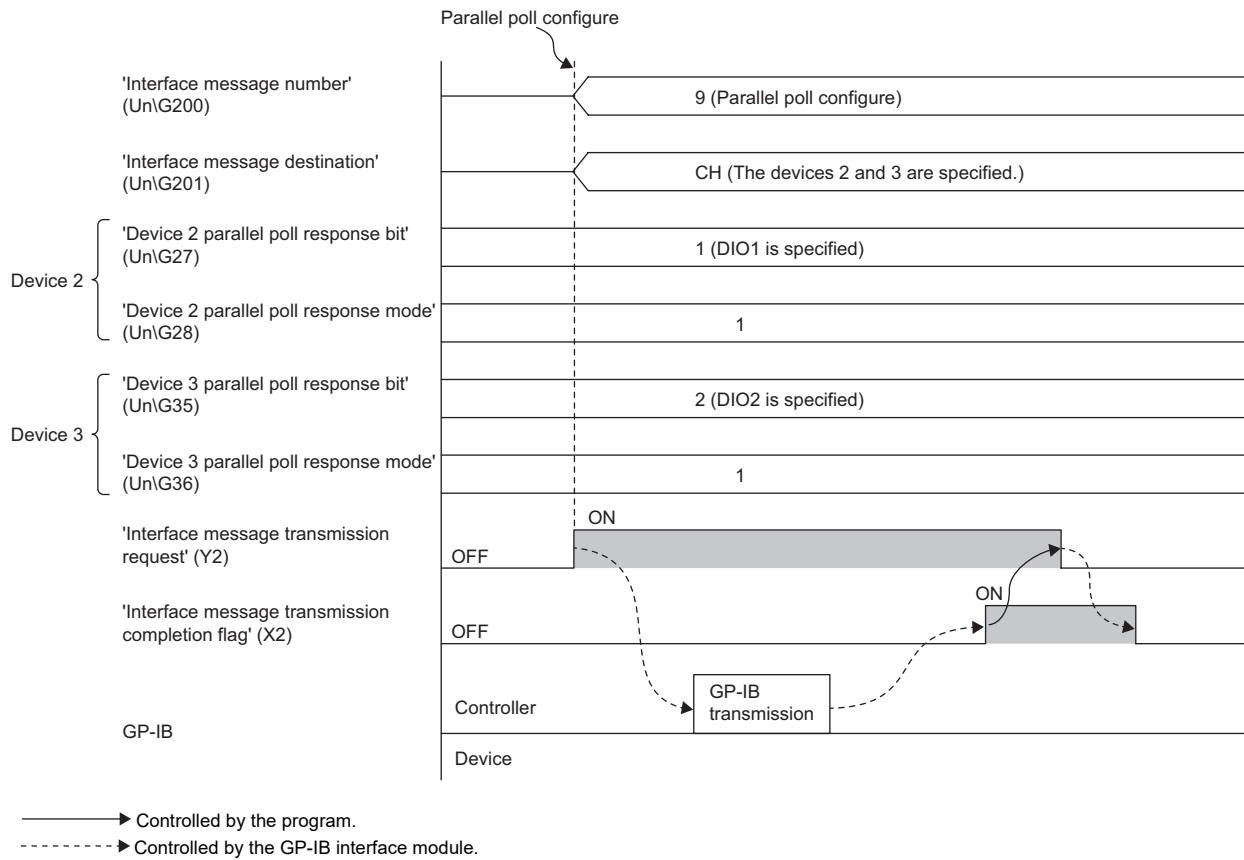 Parallel poll configure
'Interface message number'
(Un\G200)
9 (Parallel poll configure)
'Interface message destination'
(Un\G201)
CH (The devices 2 and 3 are specified.)
Device 2
'Device 2 parallel poll response bit'
(Un\G27)
1 (DIO1 is specified)
'Device 2 parallel poll response mode'
(Un\G28)
1
Device 3
'Device 3 parallel poll response bit'
(Un\G35)
2 (DIO2 is specified)
'Device 3 parallel poll response mode'
(Un\G36)
1
'Interface message transmission
request' (Y2)
OFF
ON
'Interface message transmission
completion flag' (X2)
OFF
ON
GP-IB
Controller
GP-IB
transmission
Device
Controlled by the program.
Controlled by the GP-IB interface module.